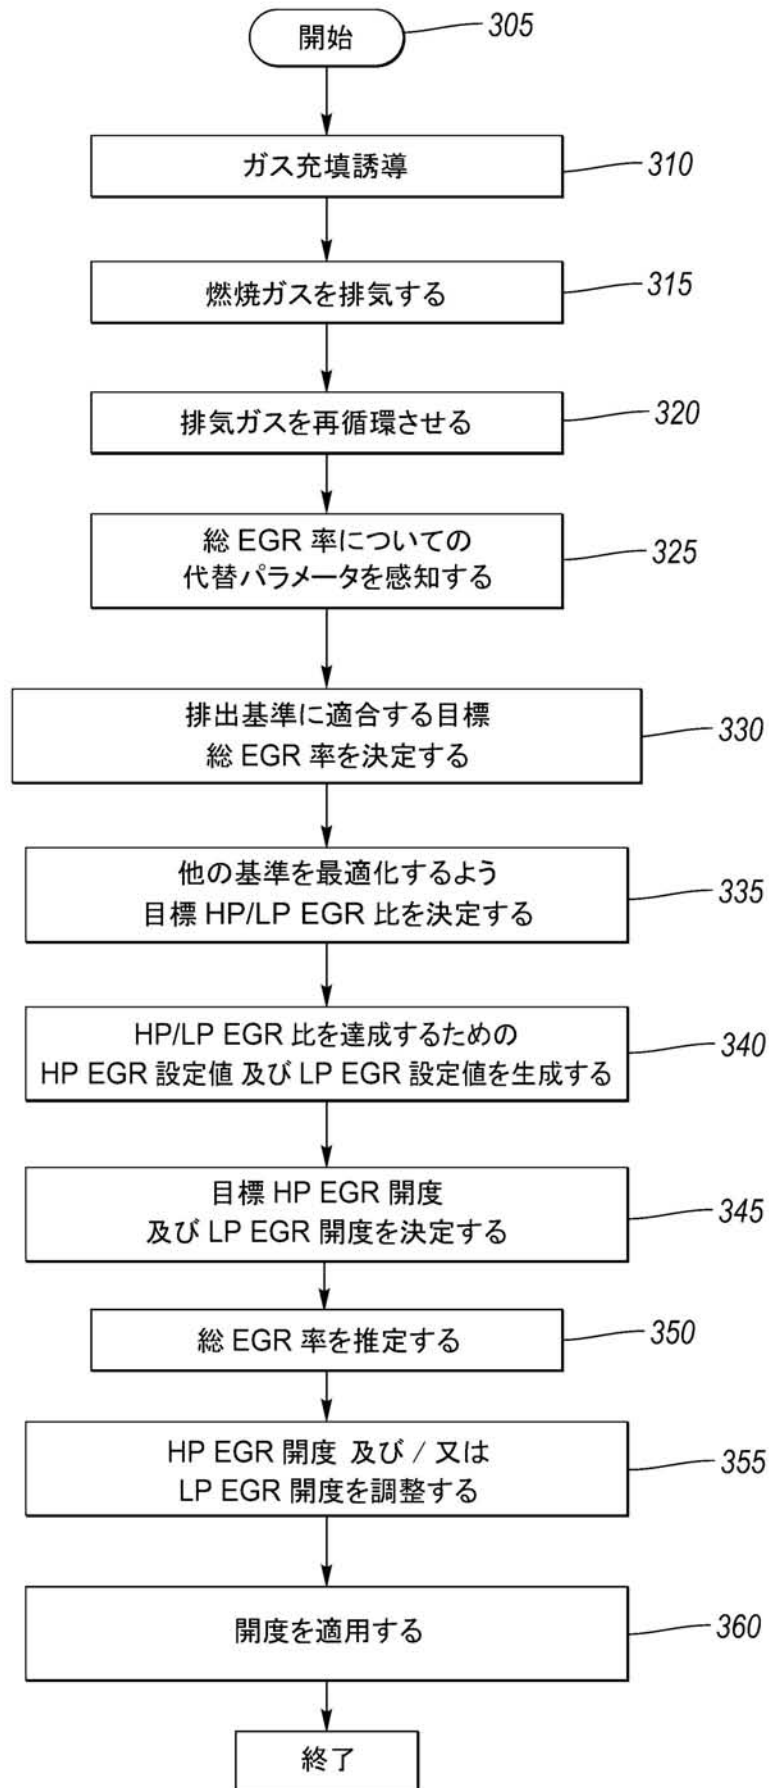 開始
305
ガス充填誘導
310
燃焼ガスを排気する
315
排気ガスを再循環させる
320
総 EGR 率についての
代替パラメータを感知する
325
排出基準に適合する目標
総 EGR 率を決定する
330
他の基準を最適化するよう
目標 HP/LP EGR 比を決定する
335
HP/LP EGR 比を達成するための
HP EGR 設定値 及び LP EGR 設定値を生成する
340
目標 HP EGR 開度
及び LP EGR 開度を決定する
345
総 EGR 率を推定する
350
HP EGR 開度 及び / 又は
LP EGR 開度を調整する
355
開度を適用する
360
終了